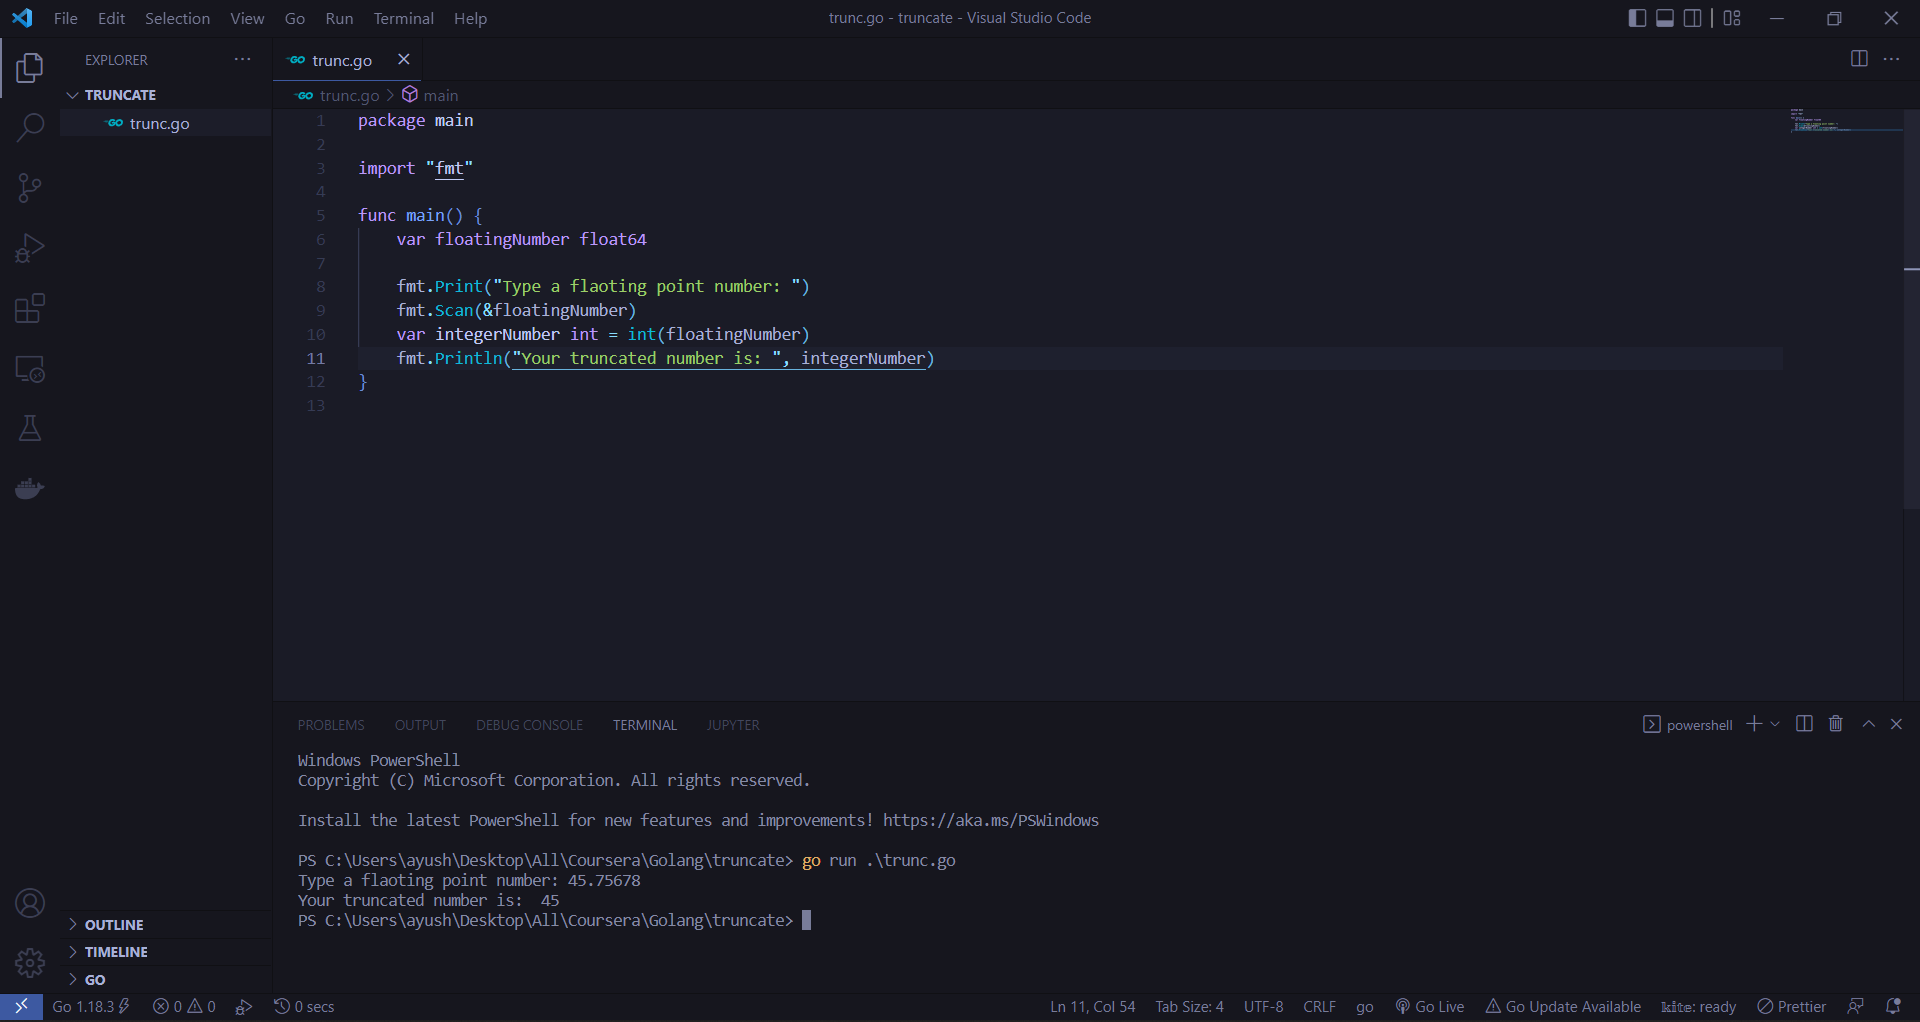 File Edit Selection View Go Run Terminal Help
trunc.go - truncate - Visual Studio Code
EXPLORER
TRUNCATE
GO trunc.go
GO trunc.go
GO trunc.go > main
1 package main
2
3 import "fmt"
4
5 func main() {
6 var floatingNumber float64
7
8 fmt.Print("Type a flaoting point number: ")
9 fmt.Scan(&floatingNumber)
10 var integerNumber int = int(floatingNumber)
11 fmt.Println("Your truncated number is: ", integerNumber)
12 }
13
PROBLEMS OUTPUT DEBUG CONSOLE TERMINAL JUPYTER
powershell
Windows PowerShell
Copyright (C) Microsoft Corporation. All rights reserved.
Install the latest PowerShell for new features and improvements! https://aka.ms/PSWindows
PS C:\Users\ayush\Desktop\All\Coursera\Golang\truncate> go run .\trunc.go
Type a flaoting point number: 45.75678
Your truncated number is:  45
PS C:\Users\ayush\Desktop\All\Coursera\Golang\truncate>
OUTLINE
TIMELINE
GO
Go 1.18.3 0 0 0 secs
Ln 11, Col 54 Tab Size: 4 UTF-8 CRLF go Go Live Go Update Available kite: ready Prettier